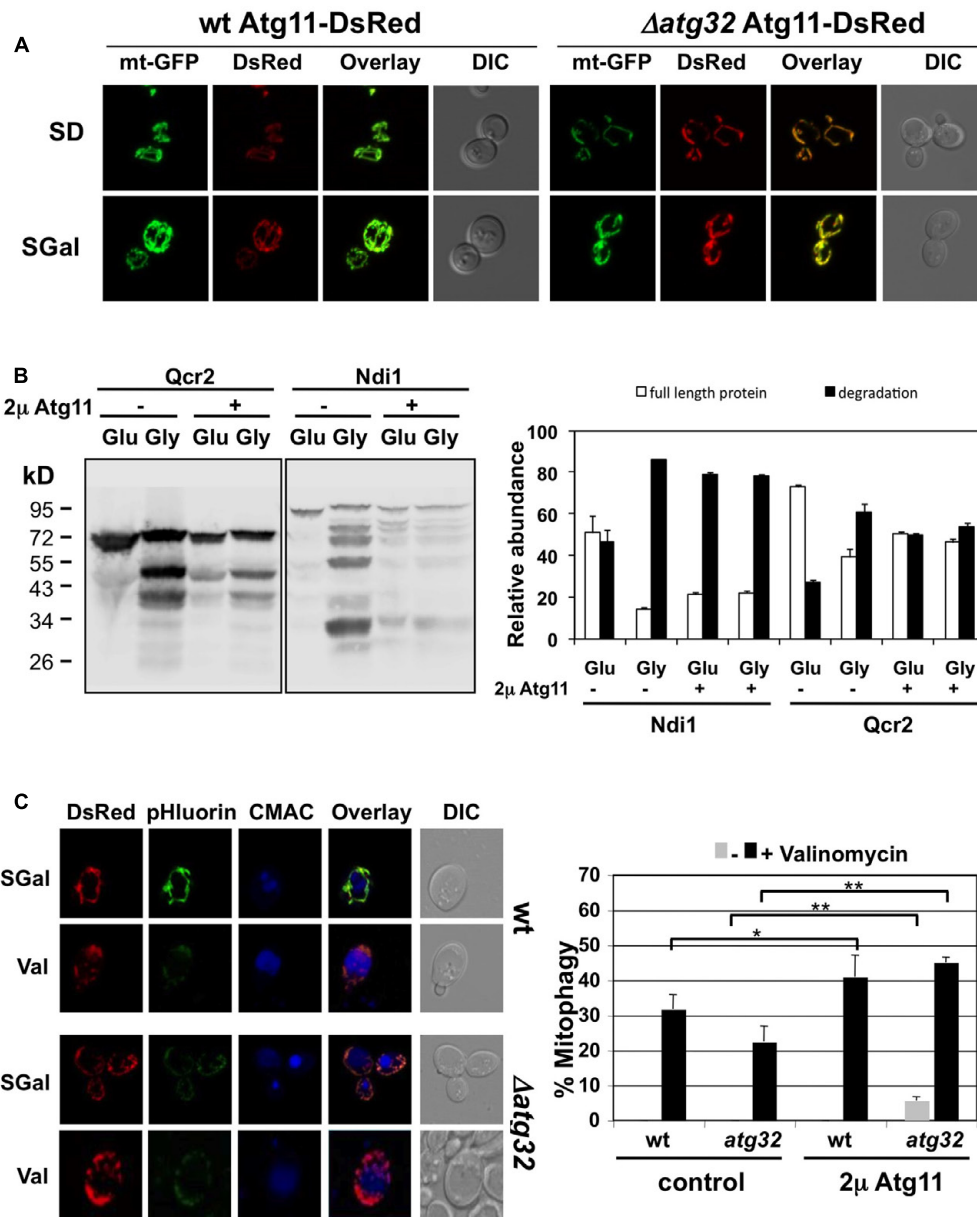 wt Atg11-DsRed Δatg32 Atg11-DsRed
A
mt-GFP DsRed Overlay DIC mt-GFP DsRed Overlay DIC
SD
SGal
B
Qcr2 Ndi1
2μ Atg11 - + - +
Glu Gly Glu Gly Glu Gly Glu Gly
kD
95
72
55
43
34
26
full length protein degradation
Relative abundance
100
80
60
40
20
0
Glu Gly Glu Gly Glu Gly Glu Gly
2μ Atg11 - - + + - - + +
Ndi1 Qcr2
C
DsRed pHluorin CMAC Overlay DIC
SGal
Val
wt
SGal
Val
Δatg32
- + Valinomycin
% Mitophagy
70
60
50
40
30
20
10
0
**
**
*
wt atg32 wt atg32
control 2μ Atg11